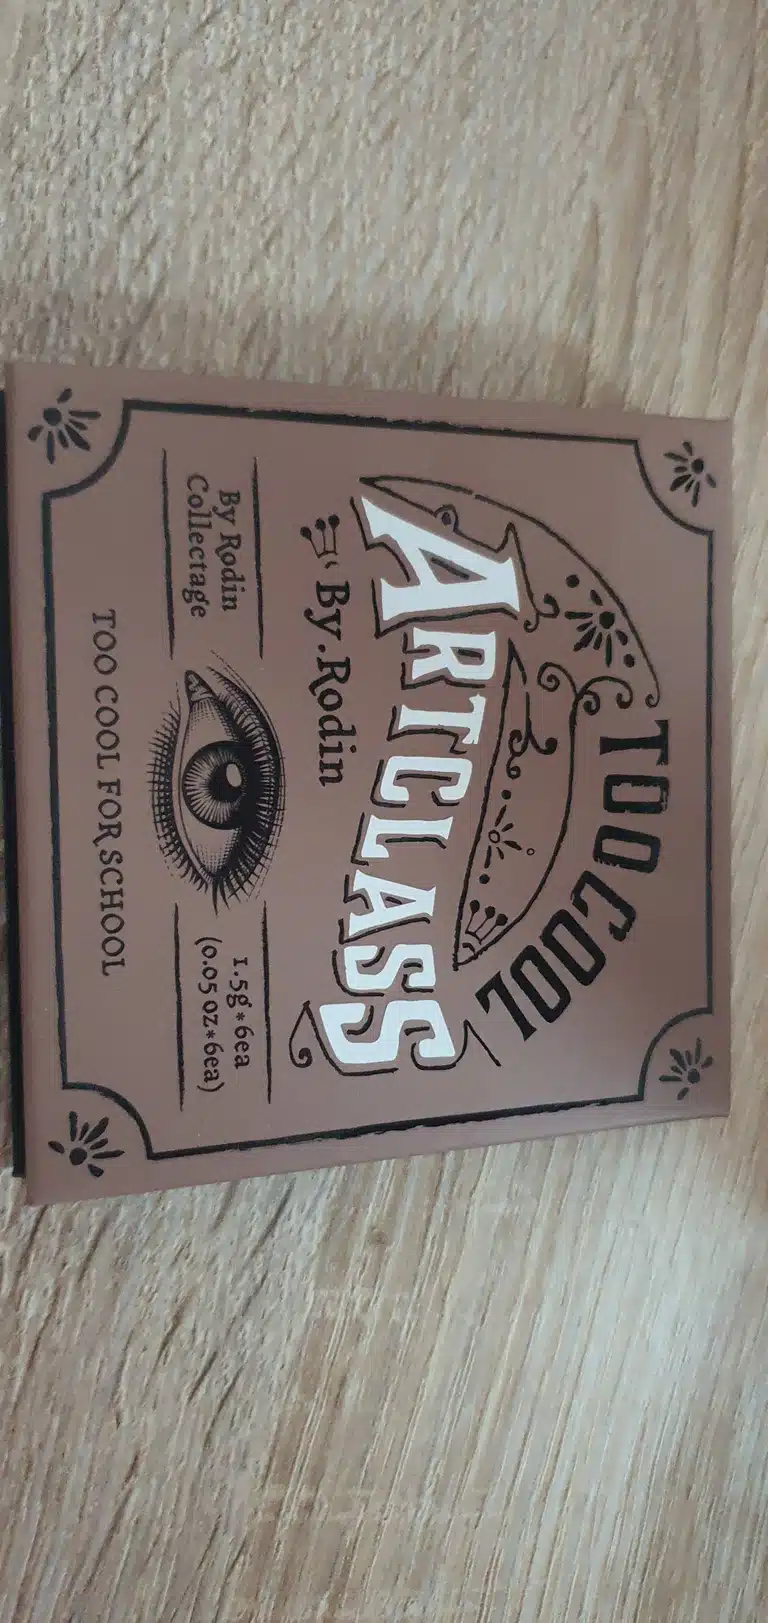 TOO COOL
ARTCLASS
By.Rodin
By Rodin
Collectage
1.5g*6ea
(0.05 oz*6ea)
TOO COOL FOR SCHOOL